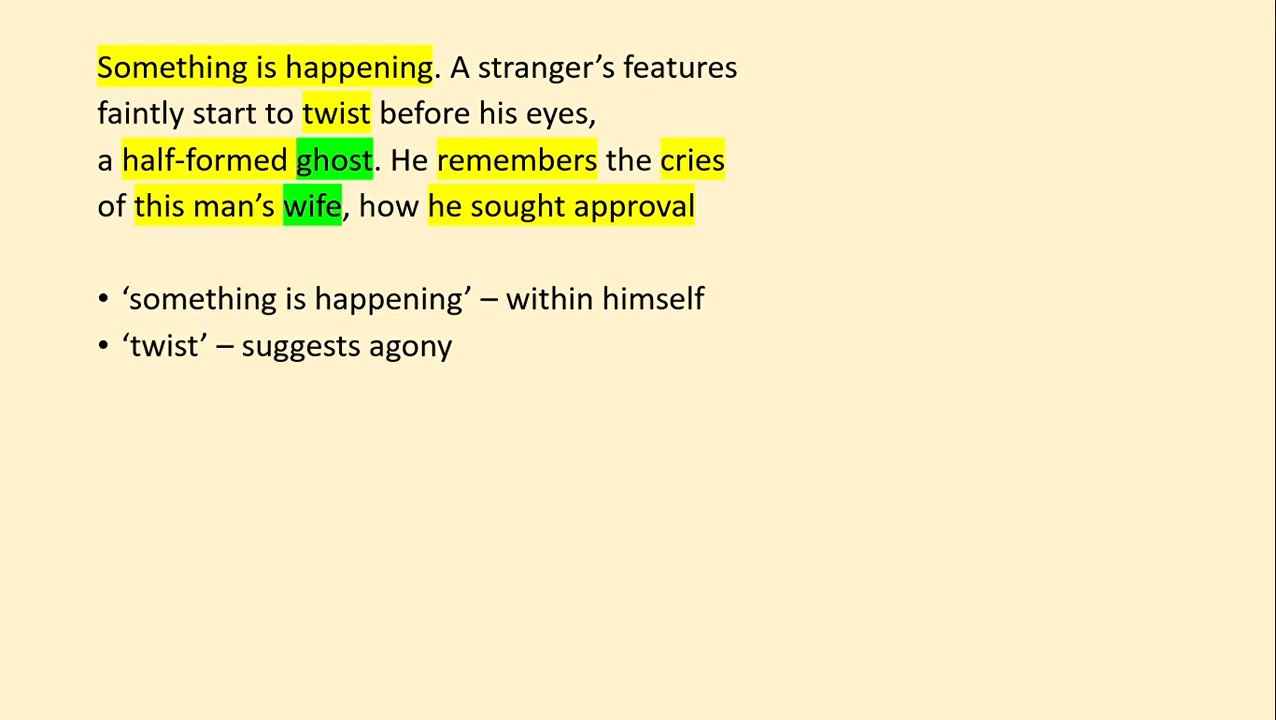 Something is happening. A stranger’s features
faintly start to twist before his eyes,
a half-formed ghost. He remembers the cries
of this man’s wife, how he sought approval
• ‘something is happening’ – within himself
• ‘twist’ – suggests agony